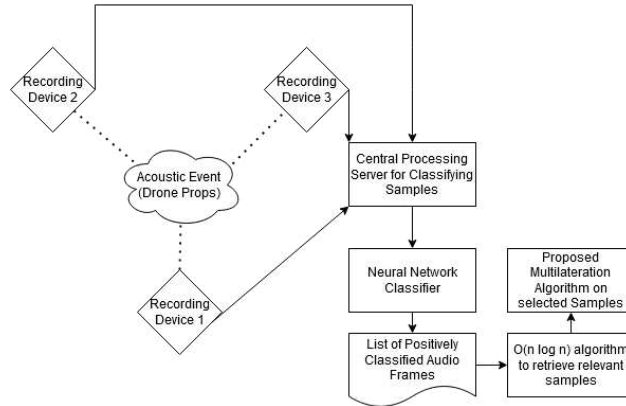 Recording
Device 2
Recording
Device 3
Acoustic Event
(Drone Props)
Central Processing
Server for Classifying
Samples
Recording
Device 1
Neural Network
Classifier
Proposed
Multilateration
Algorithm on
selected Samples
List of Positively
Classified Audio
Frames
O(n log n) algorithm
to retrieve relevant
samples